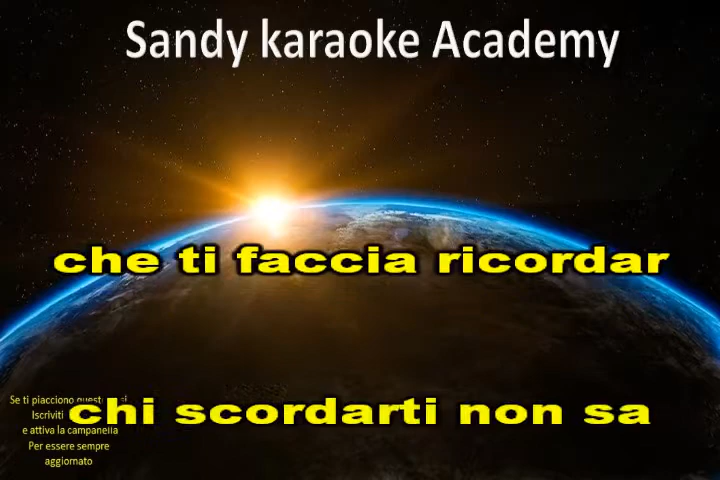 Sandy karaoke Academy
che ti faccia ricordar
Se ti piacciono
chi scordarti non sa
Iscriviti
e attiva la campanella
Per essere sempre
aggiornato